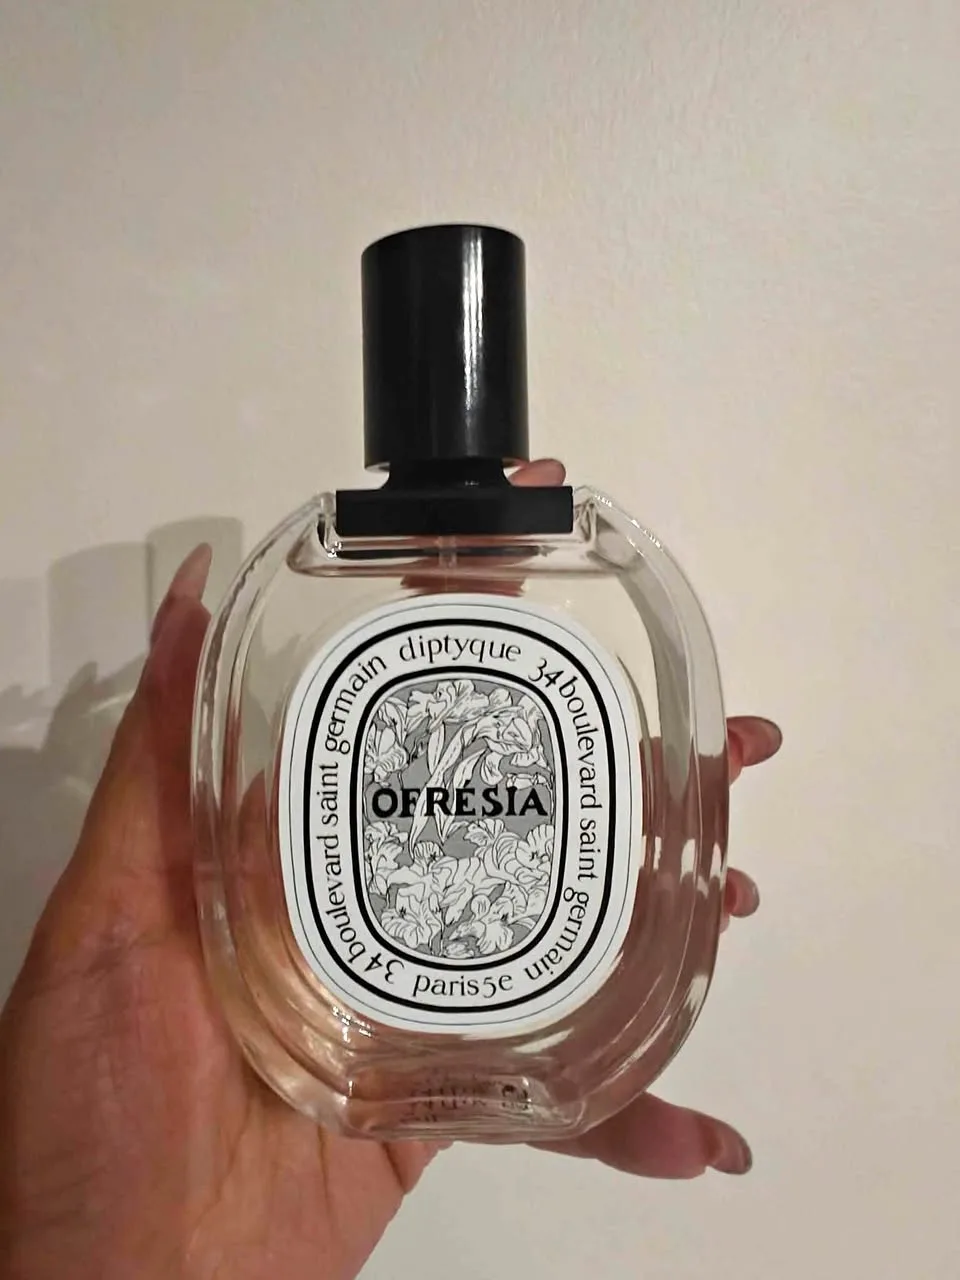 diptyque 34 boulevard saint germain
paris 5e
34 boulevard saint germain
OFRÉSIA